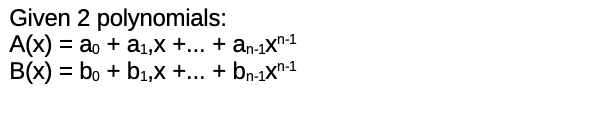 Given 2 polynomials:
A(x) = a₀ + a₁,x +... + aₙ₋₁xⁿ⁻¹
B(x) = b₀ + b₁,x +... + bₙ₋₁xⁿ⁻¹